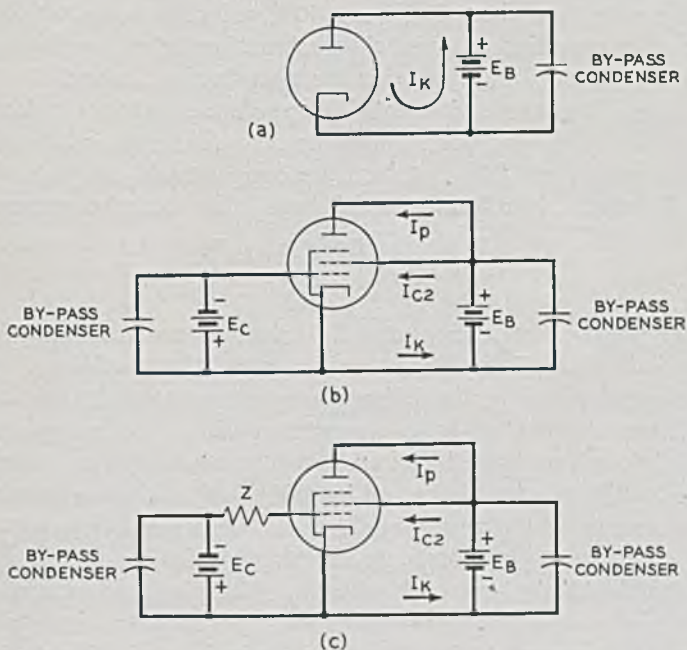 +
I_K
E_B
-
BY-PASS
CONDENSER
(a)
I_p
I_C2
-
+
BY-PASS
CONDENSER
E_C
E_B
BY-PASS
CONDENSER
+
I_K
-
(b)
I_p
Z
I_C2
-
+
BY-PASS
CONDENSER
E_C
E_B
BY-PASS
CONDENSER
+
I_K
-
(c)